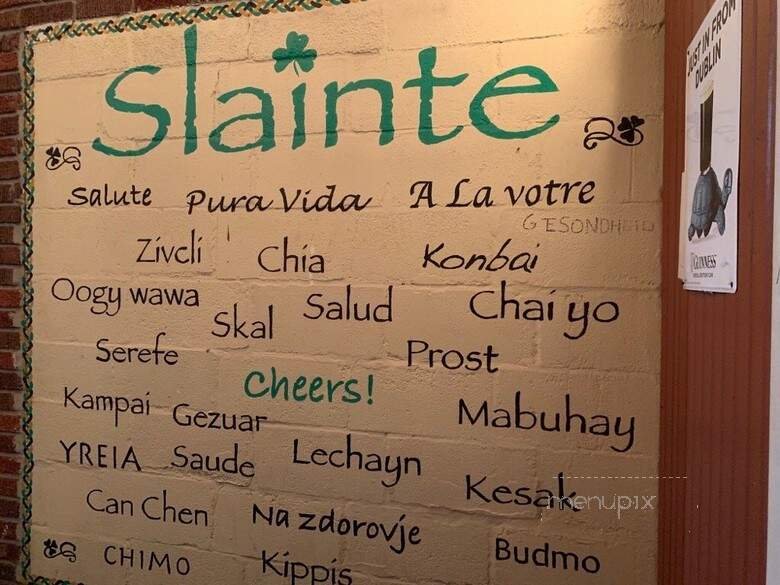 Slainte
JUST IN FROM
DUBLIN
Salute Pura Vida A La votre
GESONDHEID
Zivcli Chia Konbai
Oogy wawa Skal Salud Chai yo
Serefe Prost
Cheers!
Kampai Gezuar Mabuhay
YREIA Saude Lechayn Kesak
Can Chen Na zdorovje Budmo
CHIMO Kippis
GUINNESS
menupix